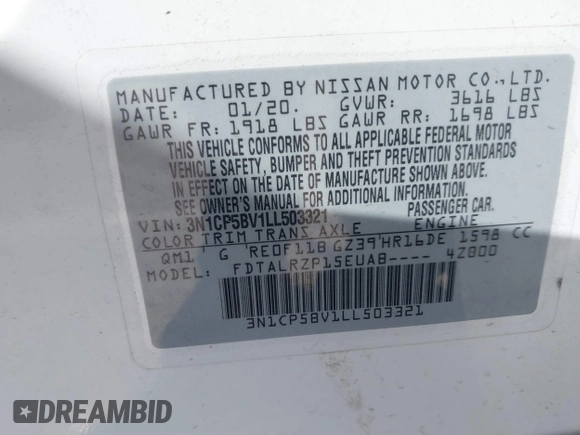 MANUFACTURED BY NISSAN MOTOR CO.,LTD.
DATE: 01/20. GVWR: 3616 LBS
GAWR FR: 1918 LBS GAWR RR: 1698 LBS
THIS VEHICLE CONFORMS TO ALL APPLICABLE FEDERAL MOTOR
VEHICLE SAFETY, BUMPER AND THEFT PREVENTION STANDARDS
IN EFFECT ON THE DATE OF MANUFACTURE SHOWN ABOVE.
SEE OWNER'S MANUAL FOR ADDITIONAL INFORMATION.
VIN: 3N1CP5BV1LL503321 PASSENGER CAR.
COLOR TRIM TRANS AXLE ENGINE
QM1 G RE0F11B GZ39 HR16DE 1598 CC
MODEL: FDTALRZP15EUAB---- 4Z800
3N1CP5BV1LL503321
DREAMBID